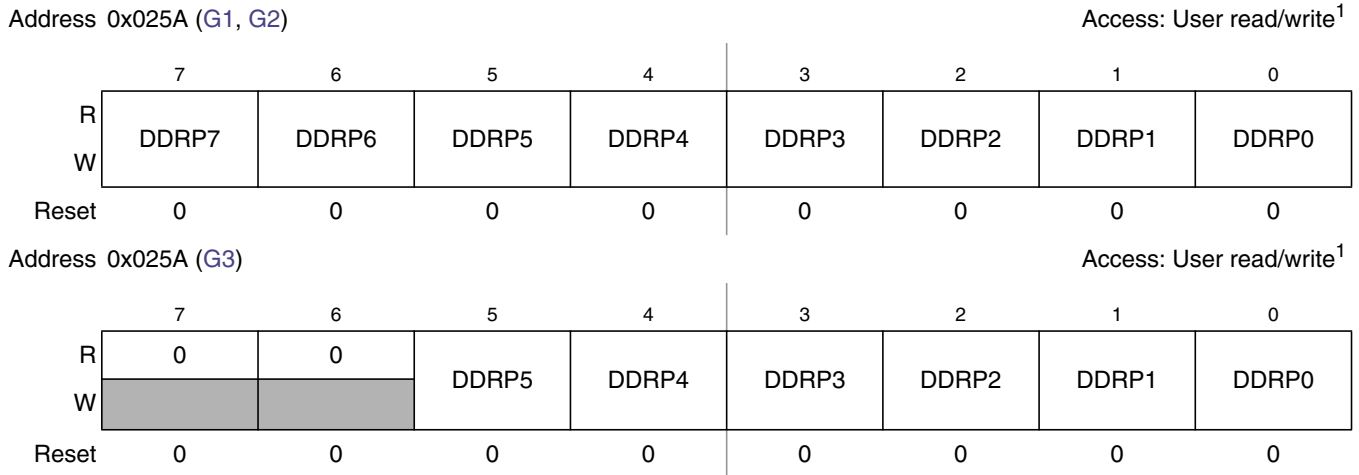 Address 0x025A (G1, G2) Access: User read/write1
7 6 5 4 3 2 1 0
R
DDRP7 DDRP6 DDRP5 DDRP4 DDRP3 DDRP2 DDRP1 DDRP0
W
Reset 0 0 0 0 0 0 0 0
Address 0x025A (G3) Access: User read/write1
7 6 5 4 3 2 1 0
R 0 0
DDRP5 DDRP4 DDRP3 DDRP2 DDRP1 DDRP0
W
Reset 0 0 0 0 0 0 0 0